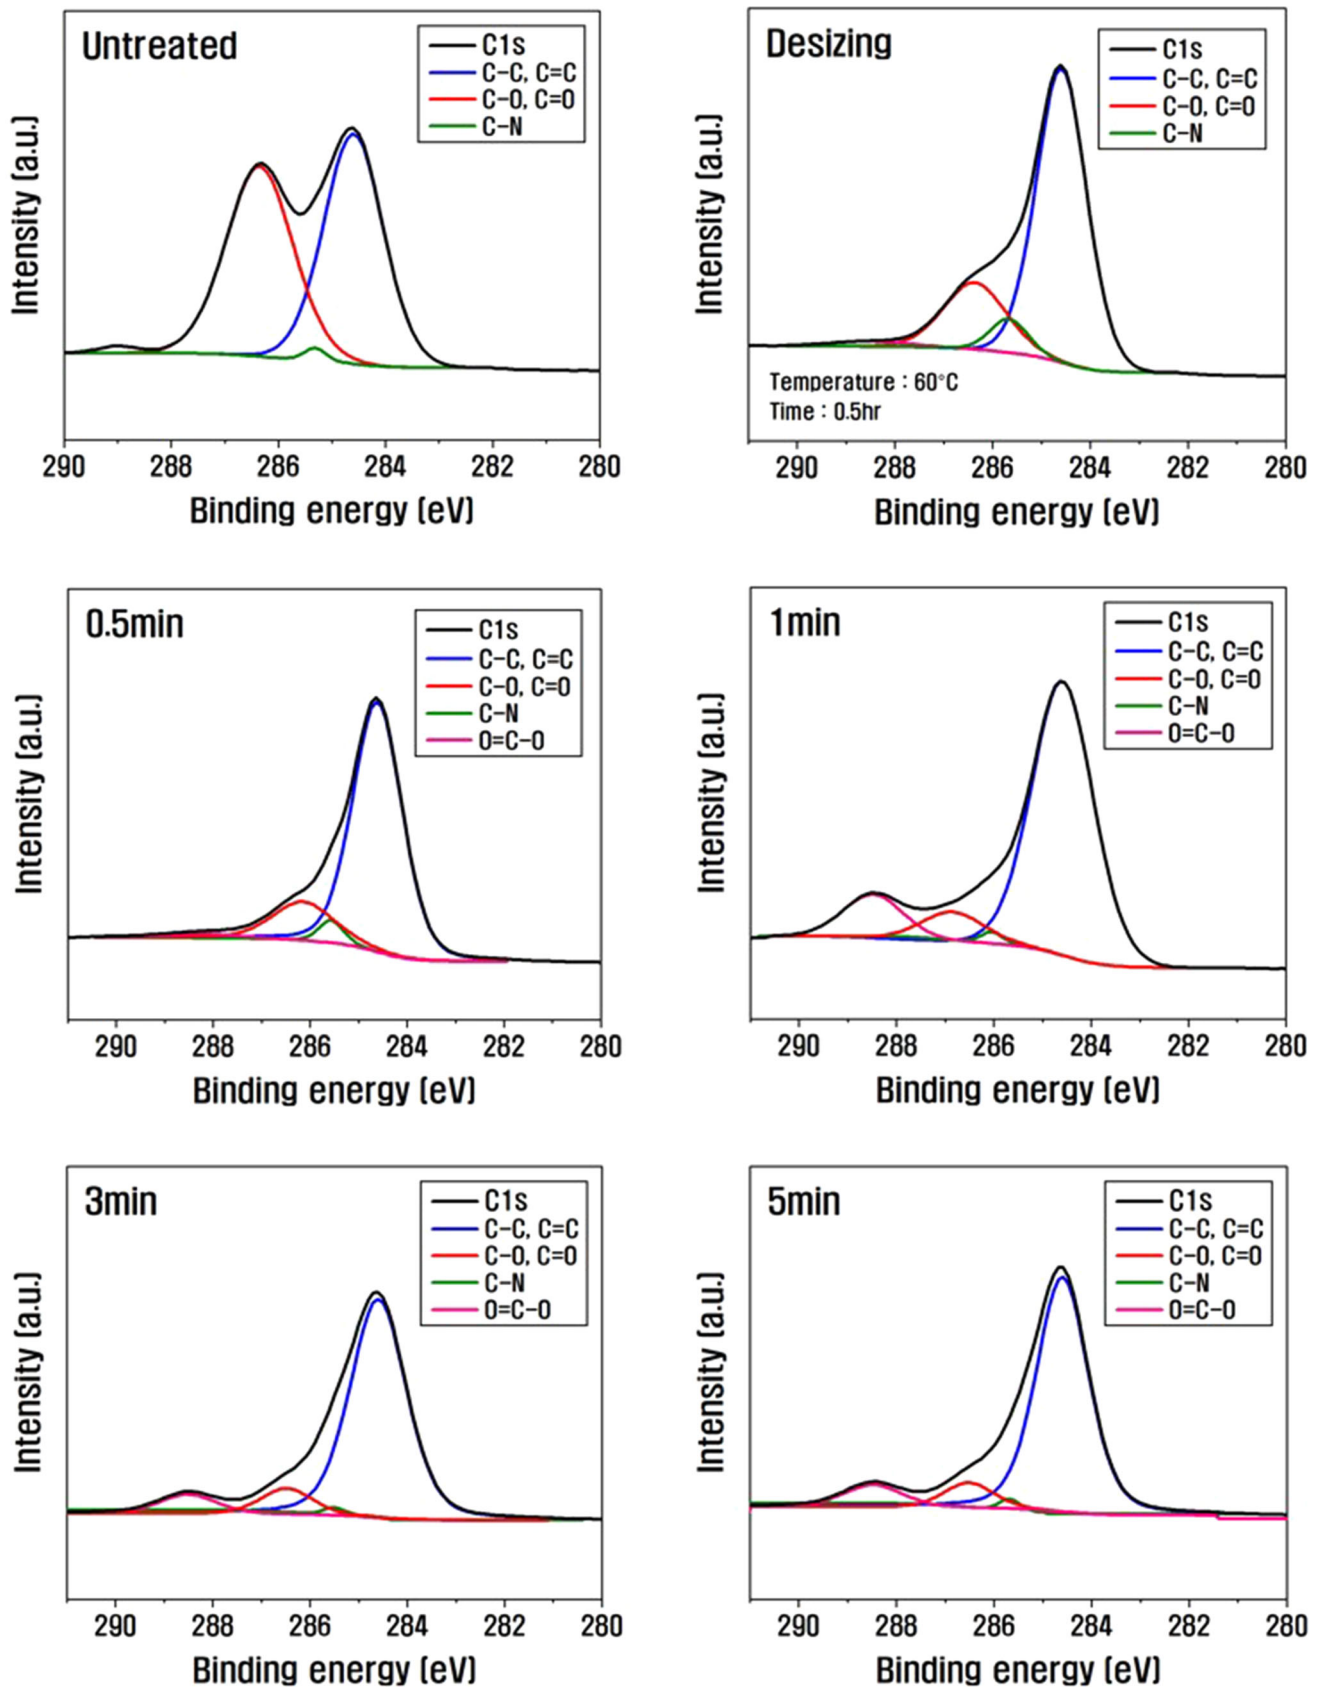 Untreated
C1s
C-C, C=C
C-O, C=O
C-N
Intensity (a.u.)
290 288 286 284 282 280
Binding energy (eV)
Desizing
C1s
C-C, C=C
C-O, C=O
C-N
Intensity (a.u.)
Temperature : 60°C
Time : 0.5hr
290 288 286 284 282 280
Binding energy (eV)
0.5min
C1s
C-C, C=C
C-O, C=O
C-N
O=C-O
Intensity (a.u.)
290 288 286 284 282 280
Binding energy (eV)
1min
C1s
C-C, C=C
C-O, C=O
C-N
O=C-O
Intensity (a.u.)
290 288 286 284 282 280
Binding energy (eV)
3min
C1s
C-C, C=C
C-O, C=O
C-N
O=C-O
Intensity (a.u.)
290 288 286 284 282 280
Binding energy (eV)
5min
C1s
C-C, C=C
C-O, C=O
C-N
O=C-O
Intensity (a.u.)
290 288 286 284 282 280
Binding energy (eV)